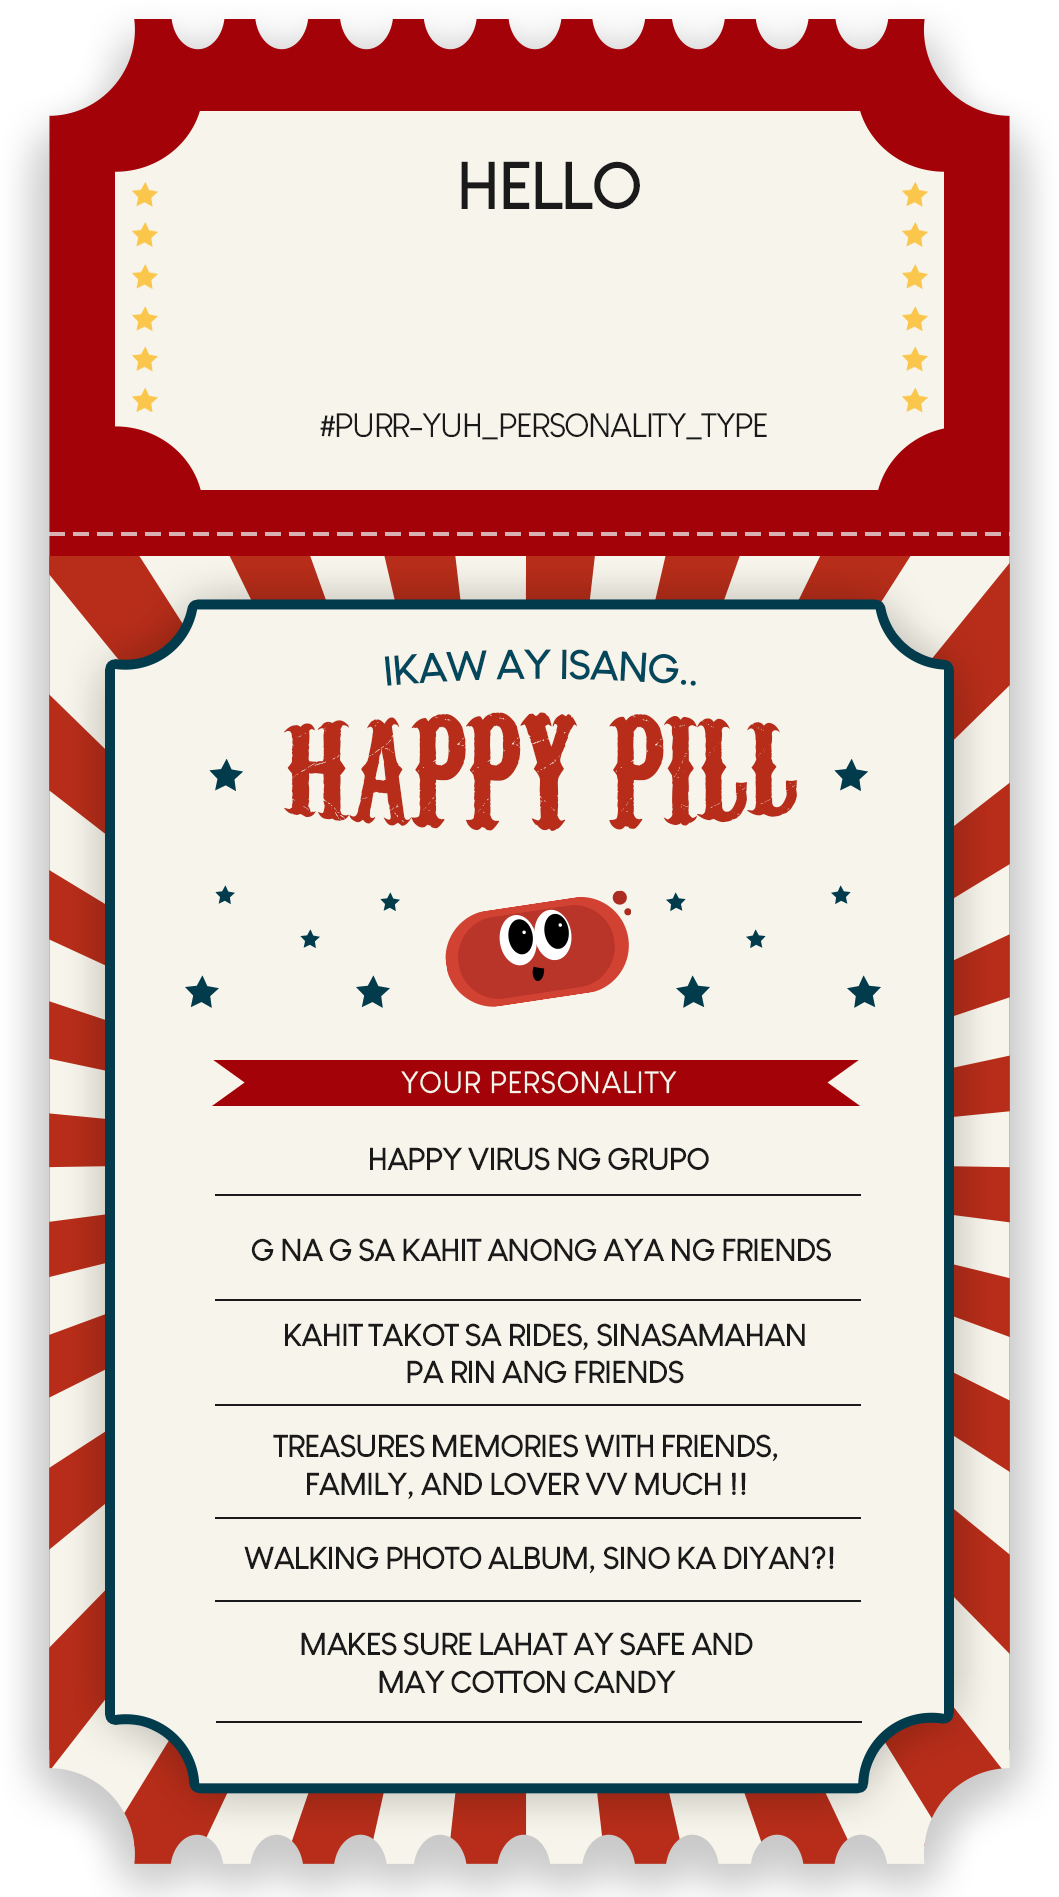 HELLO
#PURR-YUH_PERSONALITY_TYPE
IKAW AY ISANG..
HAPPY PILL
YOUR PERSONALITY
HAPPY VIRUS NG GRUPO
G NA G SA KAHIT ANONG AYA NG FRIENDS
KAHIT TAKOT SA RIDES, SINASAMAHAN
PA RIN ANG FRIENDS
TREASURES MEMORIES WITH FRIENDS,
FAMILY, AND LOVER VV MUCH !!
WALKING PHOTO ALBUM, SINO KA DIYAN?!
MAKES SURE LAHAT AY SAFE AND
MAY COTTON CANDY